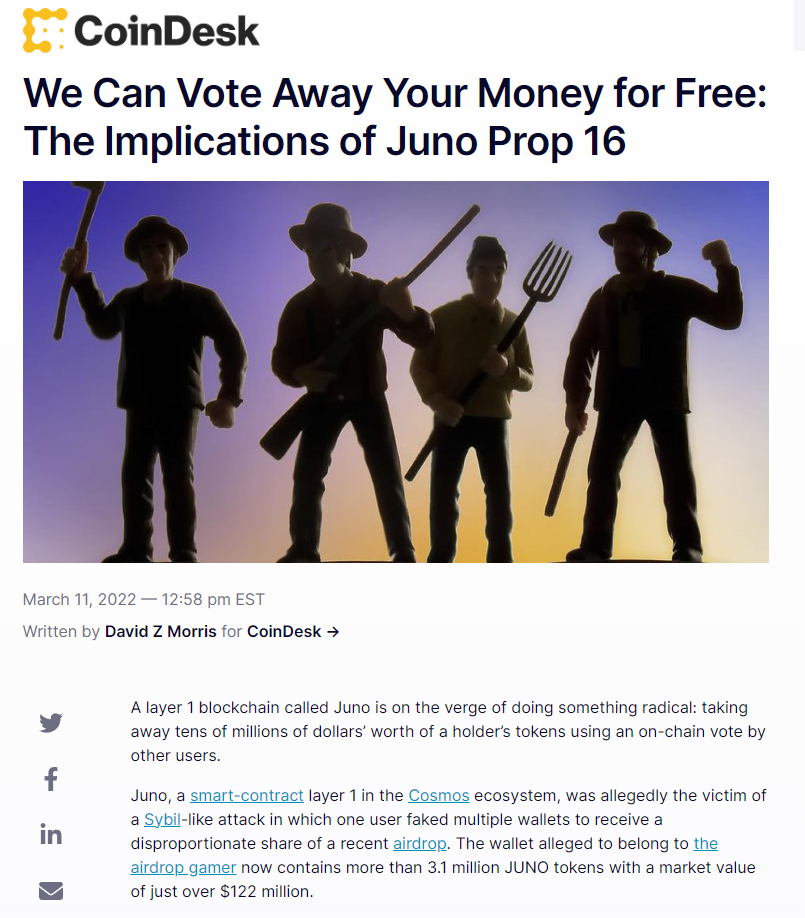 CoinDesk
We Can Vote Away Your Money for Free:
The Implications of Juno Prop 16
March 11, 2022 — 12:58 pm EST
Written by David Z Morris for CoinDesk →
A layer 1 blockchain called Juno is on the verge of doing something radical: taking
away tens of millions of dollars’ worth of a holder’s tokens using an on-chain vote by
other users.
Juno, a smart-contract layer 1 in the Cosmos ecosystem, was allegedly the victim of
a Sybil-like attack in which one user faked multiple wallets to receive a
disproportionate share of a recent airdrop. The wallet alleged to belong to the
airdrop gamer now contains more than 3.1 million JUNO tokens with a market value
of just over $122 million.